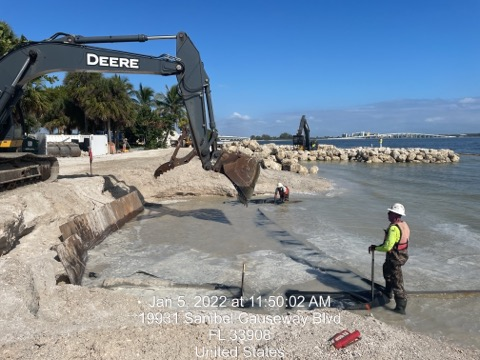 DEERE
Jan 5, 2022 at 11:50:02 AM
19931 Sanibel Causeway Blvd
FL 33908
United States